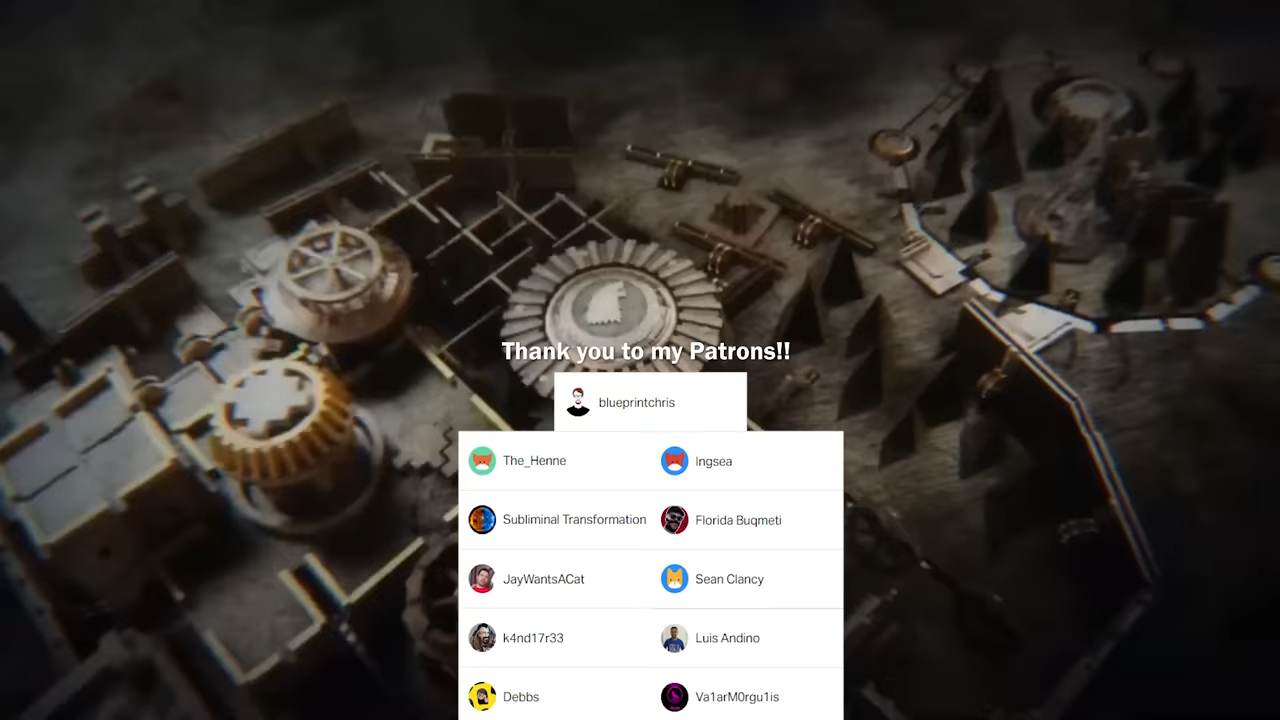 Thank you to my Patrons!!
blueprintchris
The_Henne
Ingsea
Subliminal Transformation
Florida Buqmeti
JayWantsACat
Sean Clancy
k4nd17r33
Luis Andino
Debbs
Va1arM0rgu1is